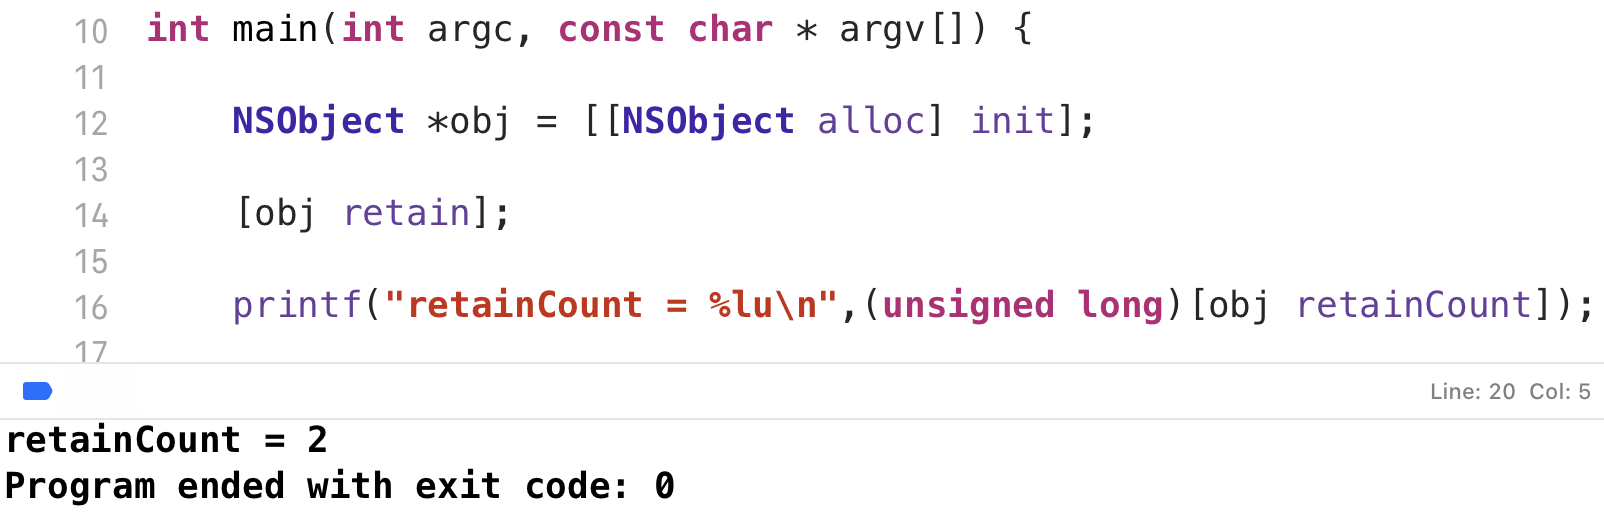 10 int main(int argc, const char * argv[]) {
11
12 NSObject *obj = [[NSObject alloc] init];
13
14 [obj retain];
15
16 printf("retainCount = %lu\n",(unsigned long)[obj retainCount]);
17
Line: 20 Col: 5
retainCount = 2
Program ended with exit code: 0